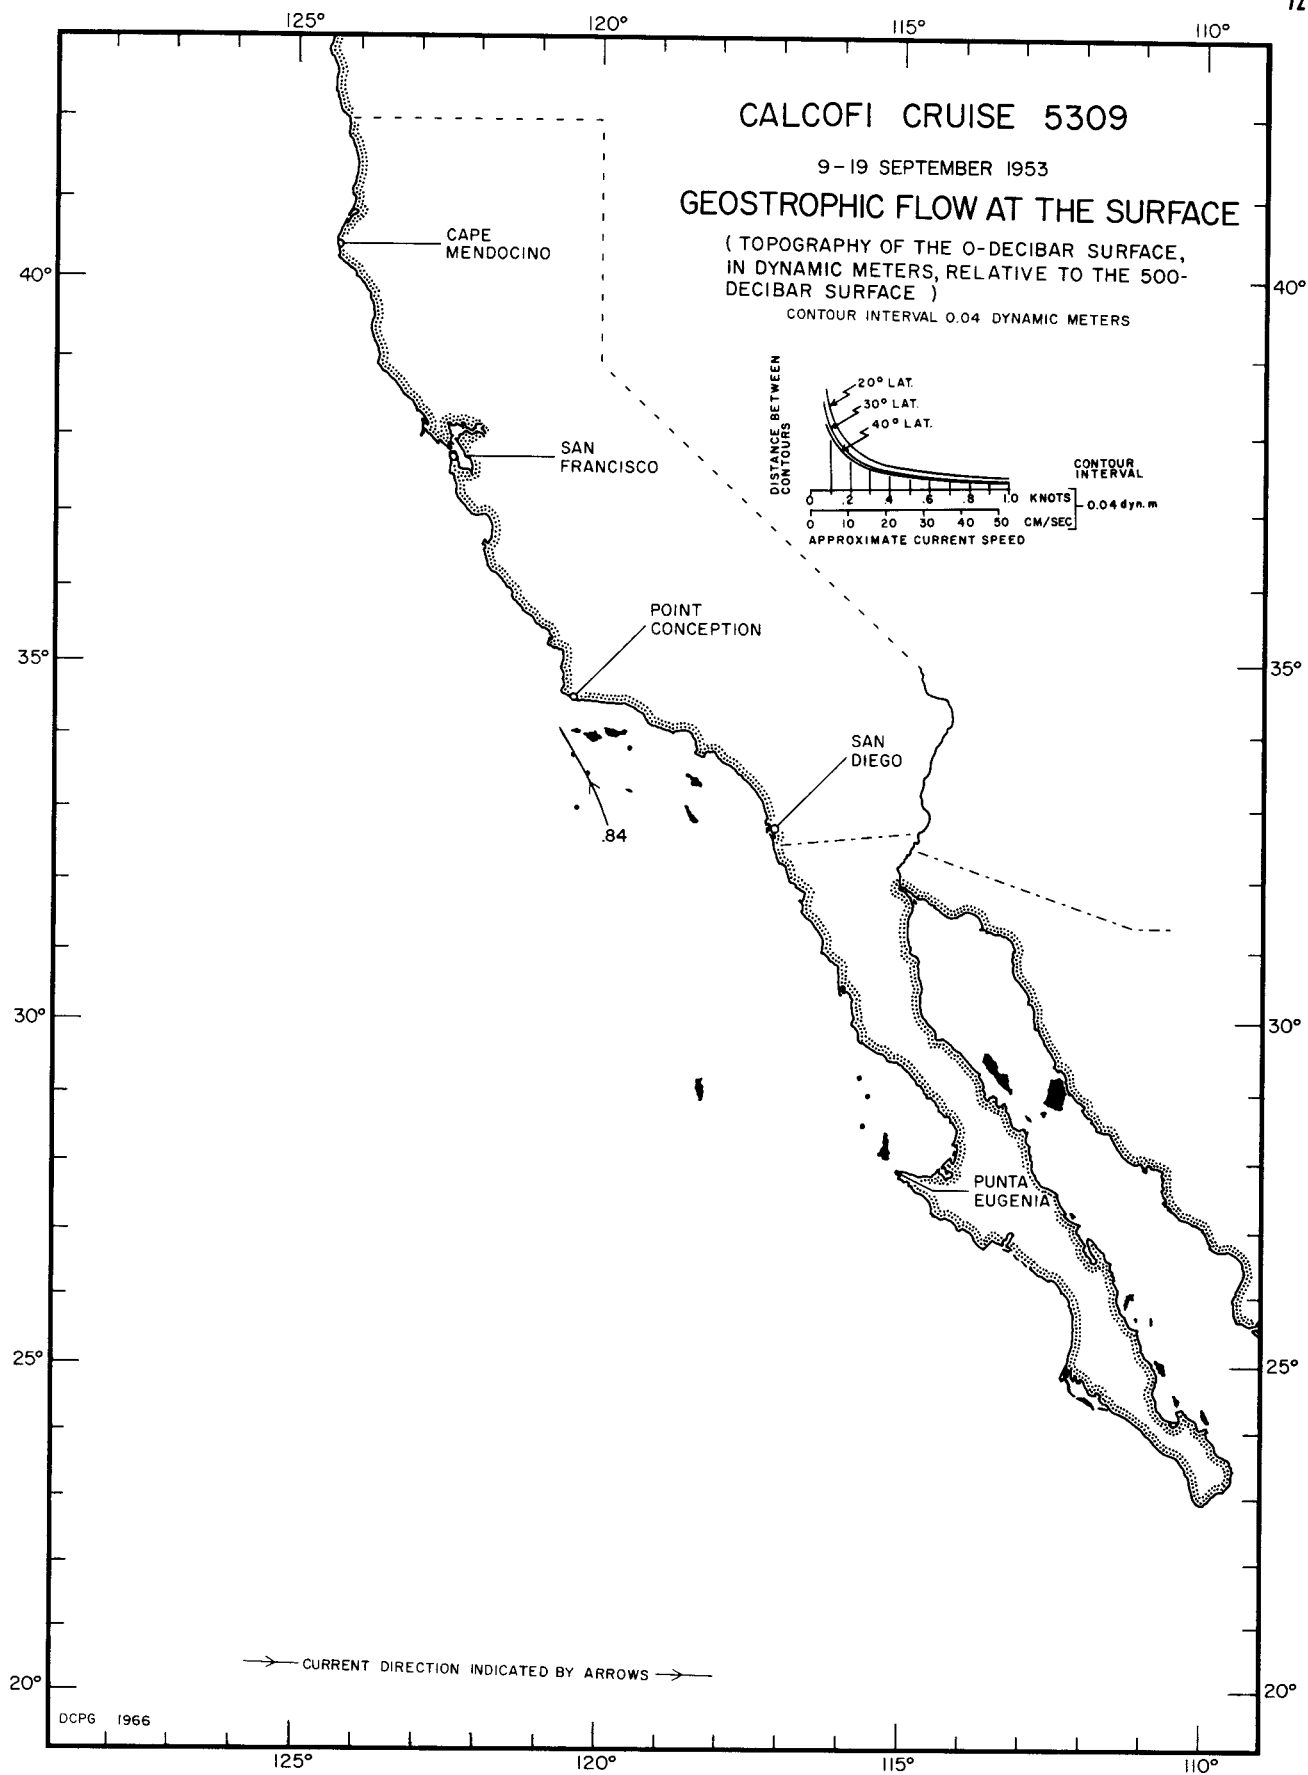 125°
120°
115°
110°
CALCOFI CRUISE 5309
9-19 SEPTEMBER 1953
GEOSTROPHIC FLOW AT THE SURFACE
( TOPOGRAPHY OF THE 0-DECIBAR SURFACE,
IN DYNAMIC METERS, RELATIVE TO THE 500-
DECIBAR SURFACE )
CONTOUR INTERVAL 0.04 DYNAMIC METERS
CAPE
MENDOCINO
40°
40°
DISTANCE BETWEEN
CONTOURS
20° LAT.
30° LAT.
40° LAT.
CONTOUR
INTERVAL
0 .2 .4 .6 .8 1.0 KNOTS
0.04 dyn. m
0 10 20 30 40 50 CM/SEC
APPROXIMATE CURRENT SPEED
SAN
FRANCISCO
POINT
CONCEPTION
35°
35°
SAN
DIEGO
.84
30°
30°
PUNTA
EUGENIA
25°
25°
CURRENT DIRECTION INDICATED BY ARROWS
20°
20°
DCPG 1966
125°
120°
115°
110°